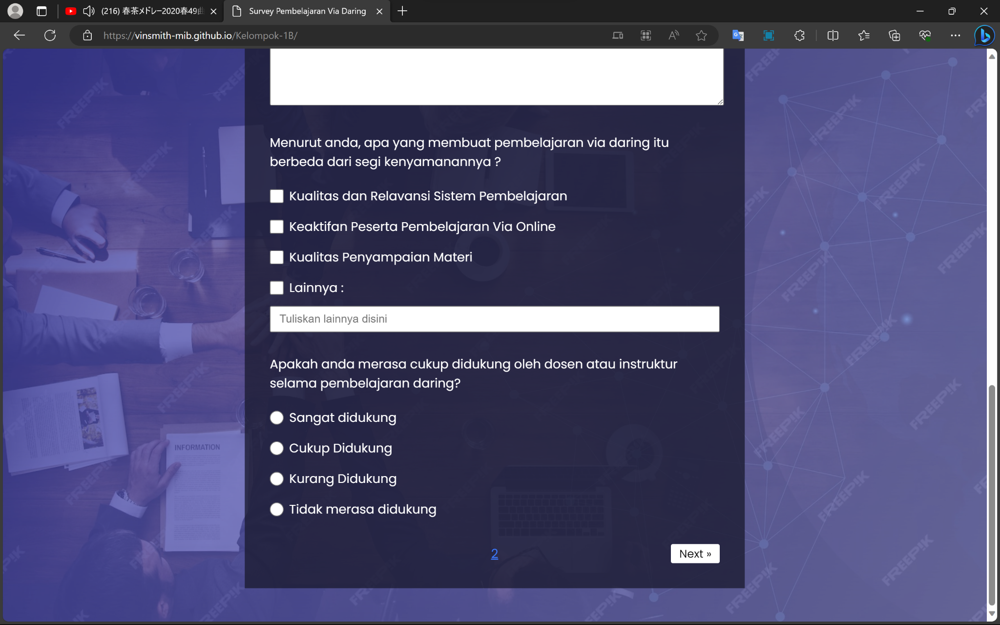 (216) 春茶メドレー2020春49曲
Survey Pembelajaran Via Daring
https://vinsmith-mib.github.io/Kelompok-1B/
Menurut anda, apa yang membuat pembelajaran via daring itu
berbeda dari segi kenyamanannya ?
Kualitas dan Relavansi Sistem Pembelajaran
Keaktifan Peserta Pembelajaran Via Online
Kualitas Penyampaian Materi
Lainnya :
Tuliskan lainnya disini
Apakah anda merasa cukup didukung oleh dosen atau instruktur
selama pembelajaran daring?
Sangat didukung
Cukup Didukung
Kurang Didukung
Tidak merasa didukung
2
Next »
INFORMATION
FREEPIK